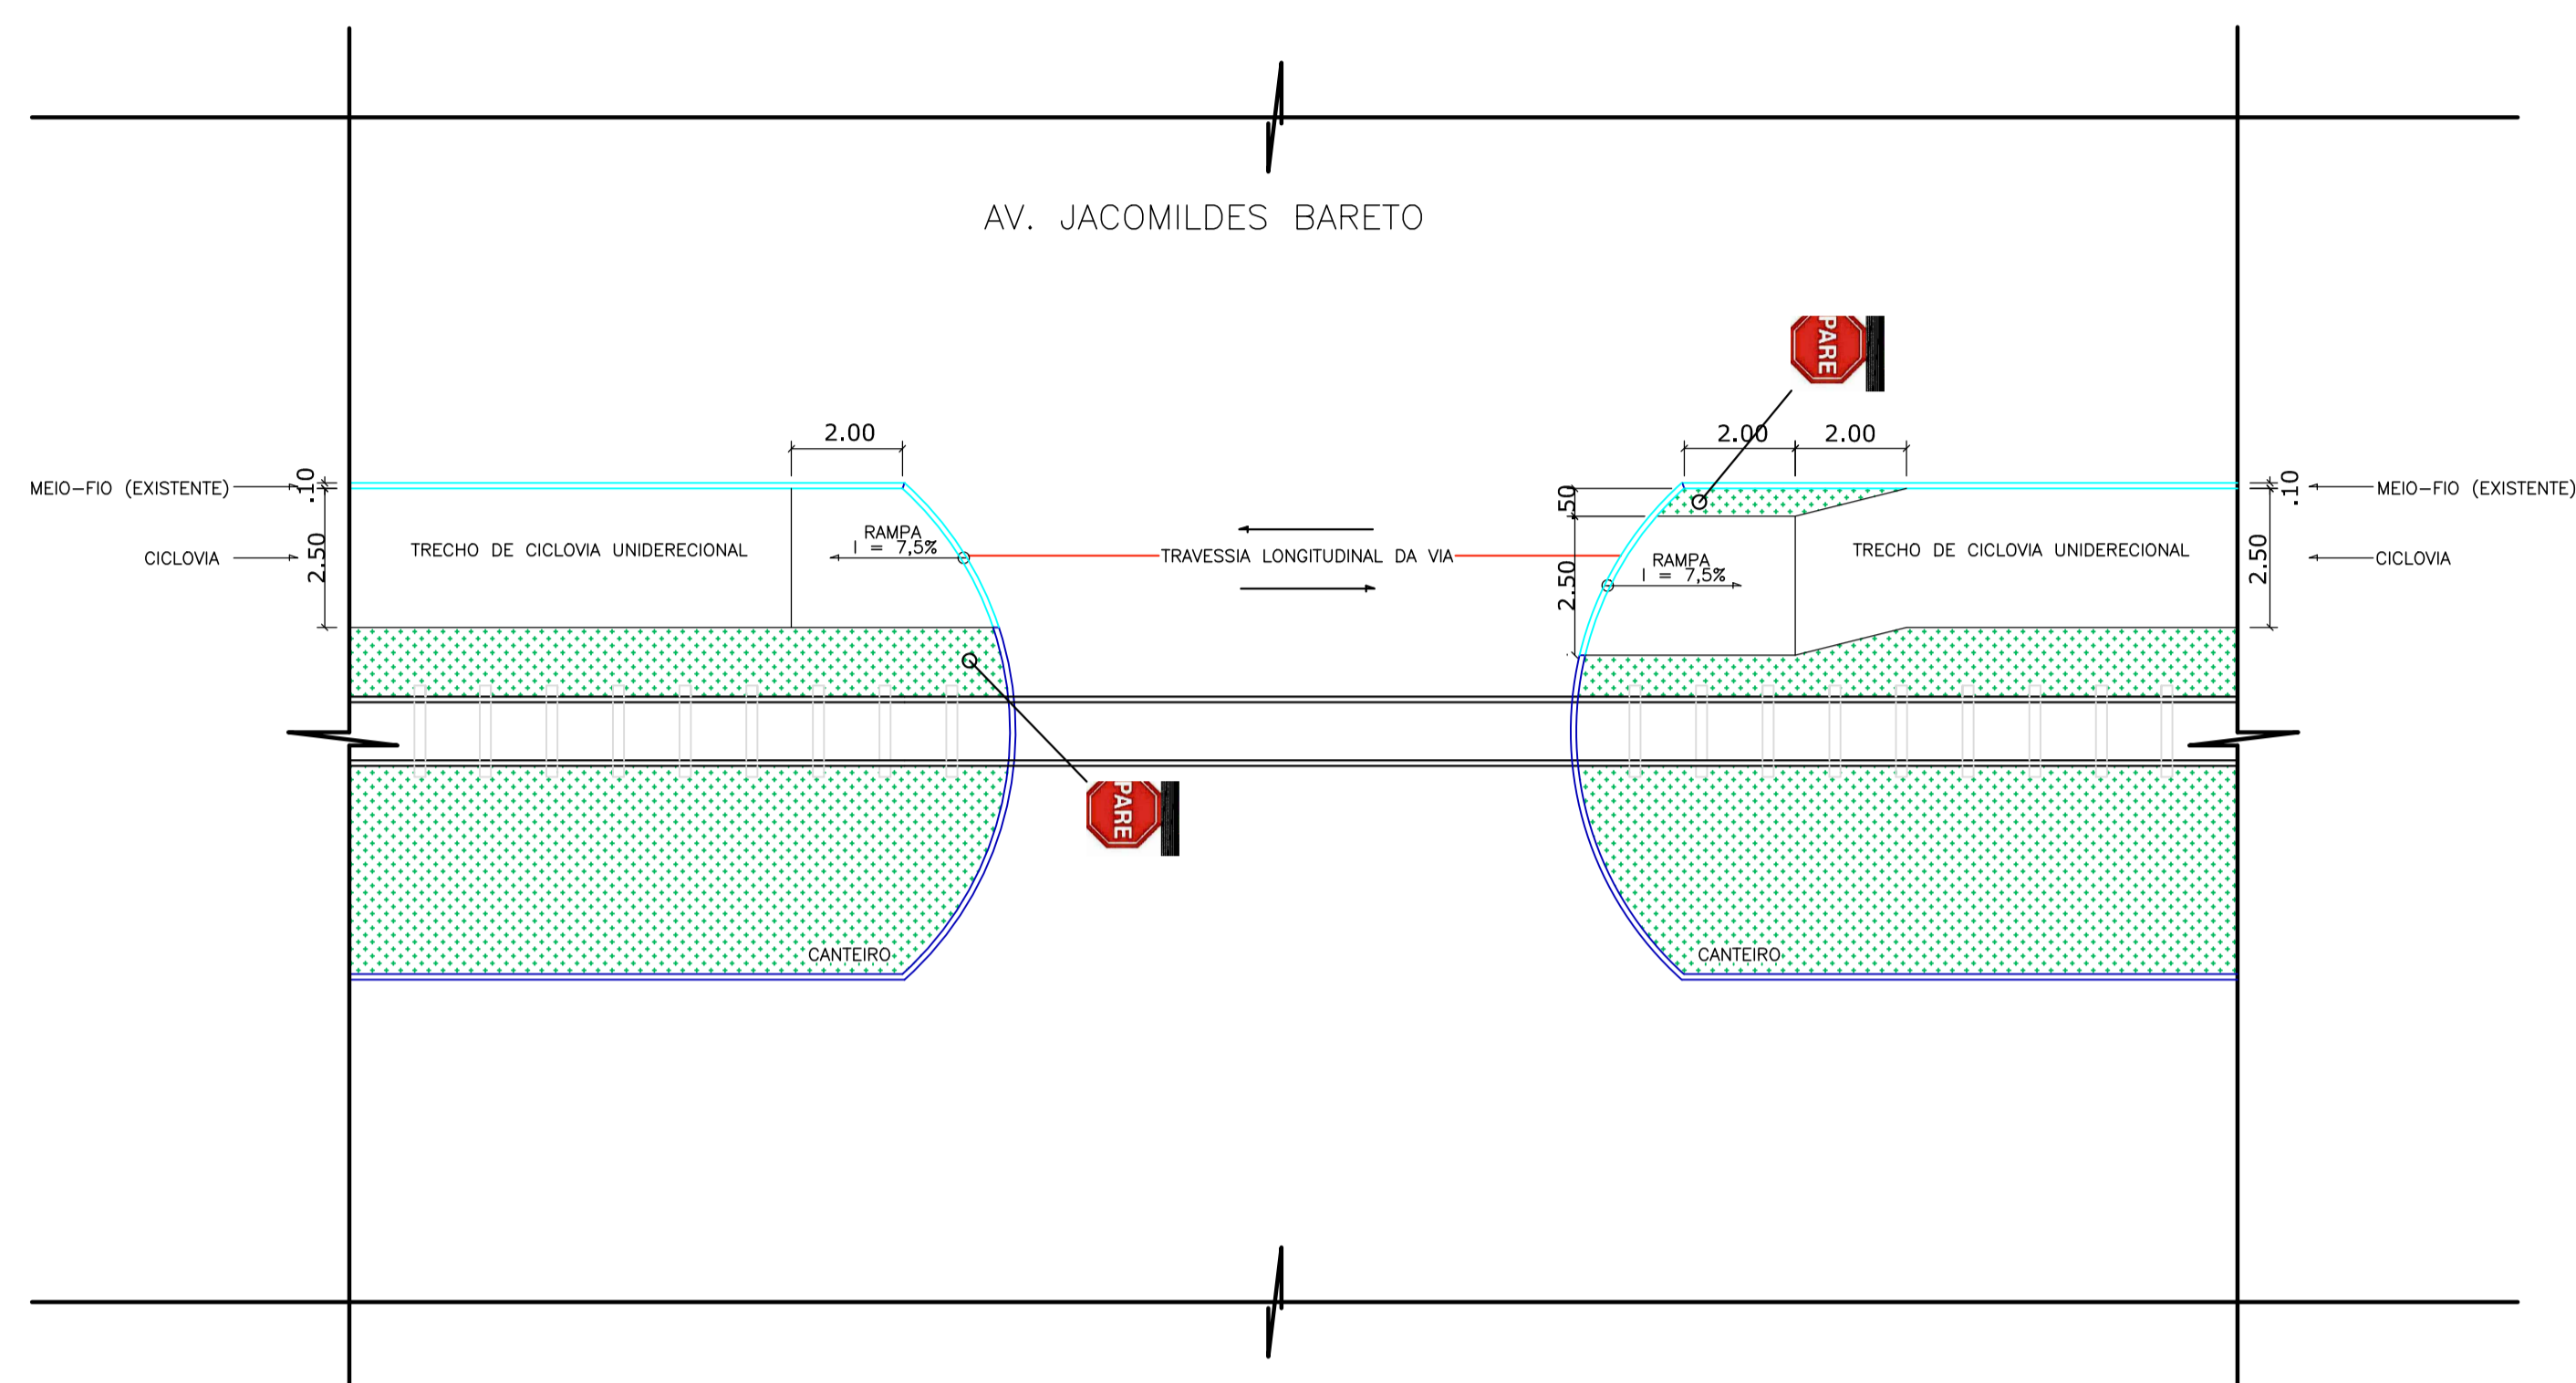 AV. JACOMILDES BARETO
PARE
2.00
2.00
2.00
MEIO-FIO (EXISTENTE)
.10
.50
.10
MEIO-FIO (EXISTENTE)
CICLOVIA
2.50
TRECHO DE CICLOVIA UNIDERECIONAL
RAMPA
I = 7,5%
TRAVESSIA LONGITUDINAL DA VIA
2.50
RAMPA
I = 7,5%
TRECHO DE CICLOVIA UNIDERECIONAL
2.50
CICLOVIA
PARE
CANTEIRO
CANTEIRO